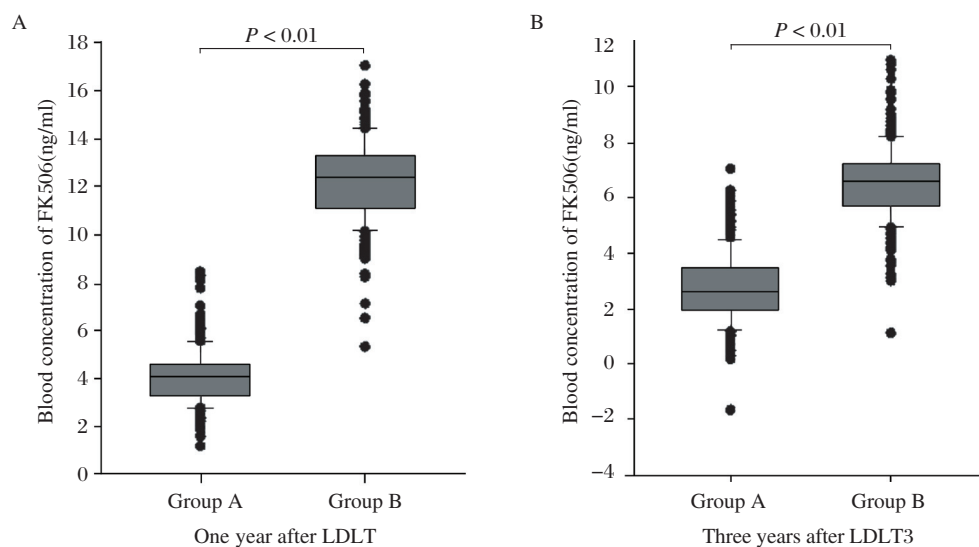 A
P < 0.01
Blood concentration of FK506(ng/ml)
18
16
14
12
10
8
6
4
2
0
Group A
Group B
One year after LDLT
B
P < 0.01
Blood concentration of FK506(ng/ml)
12
10
8
6
4
2
0
−2
−4
Group A
Group B
Three years after LDLT3